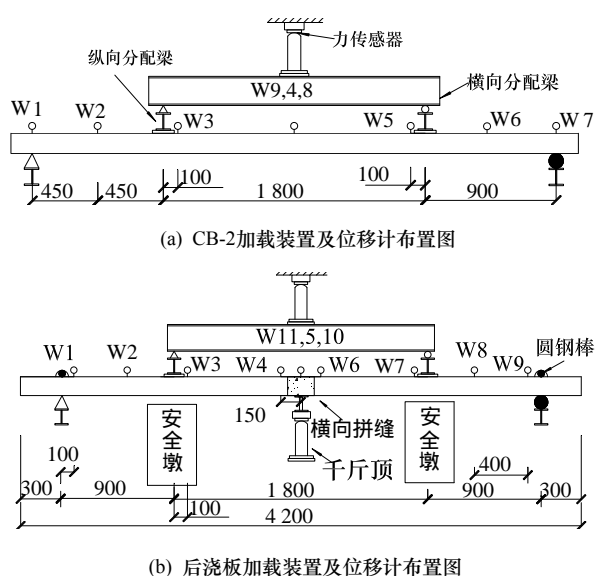 力传感器
纵向分配梁
横向分配梁
W9,4,8
W1 W2 W3 W5 W6 W7
100 100
450 450 1 800 900
(a) CB-2加载装置及位移计布置图
W11,5,10
圆钢棒
W1 W2 W3 W4 W6 W7 W8 W9
150
横向拼缝
安全墩
安全墩
千斤顶
100 400
300 900 1 800 900 300
100
4 200
(b) 后浇板加载装置及位移计布置图